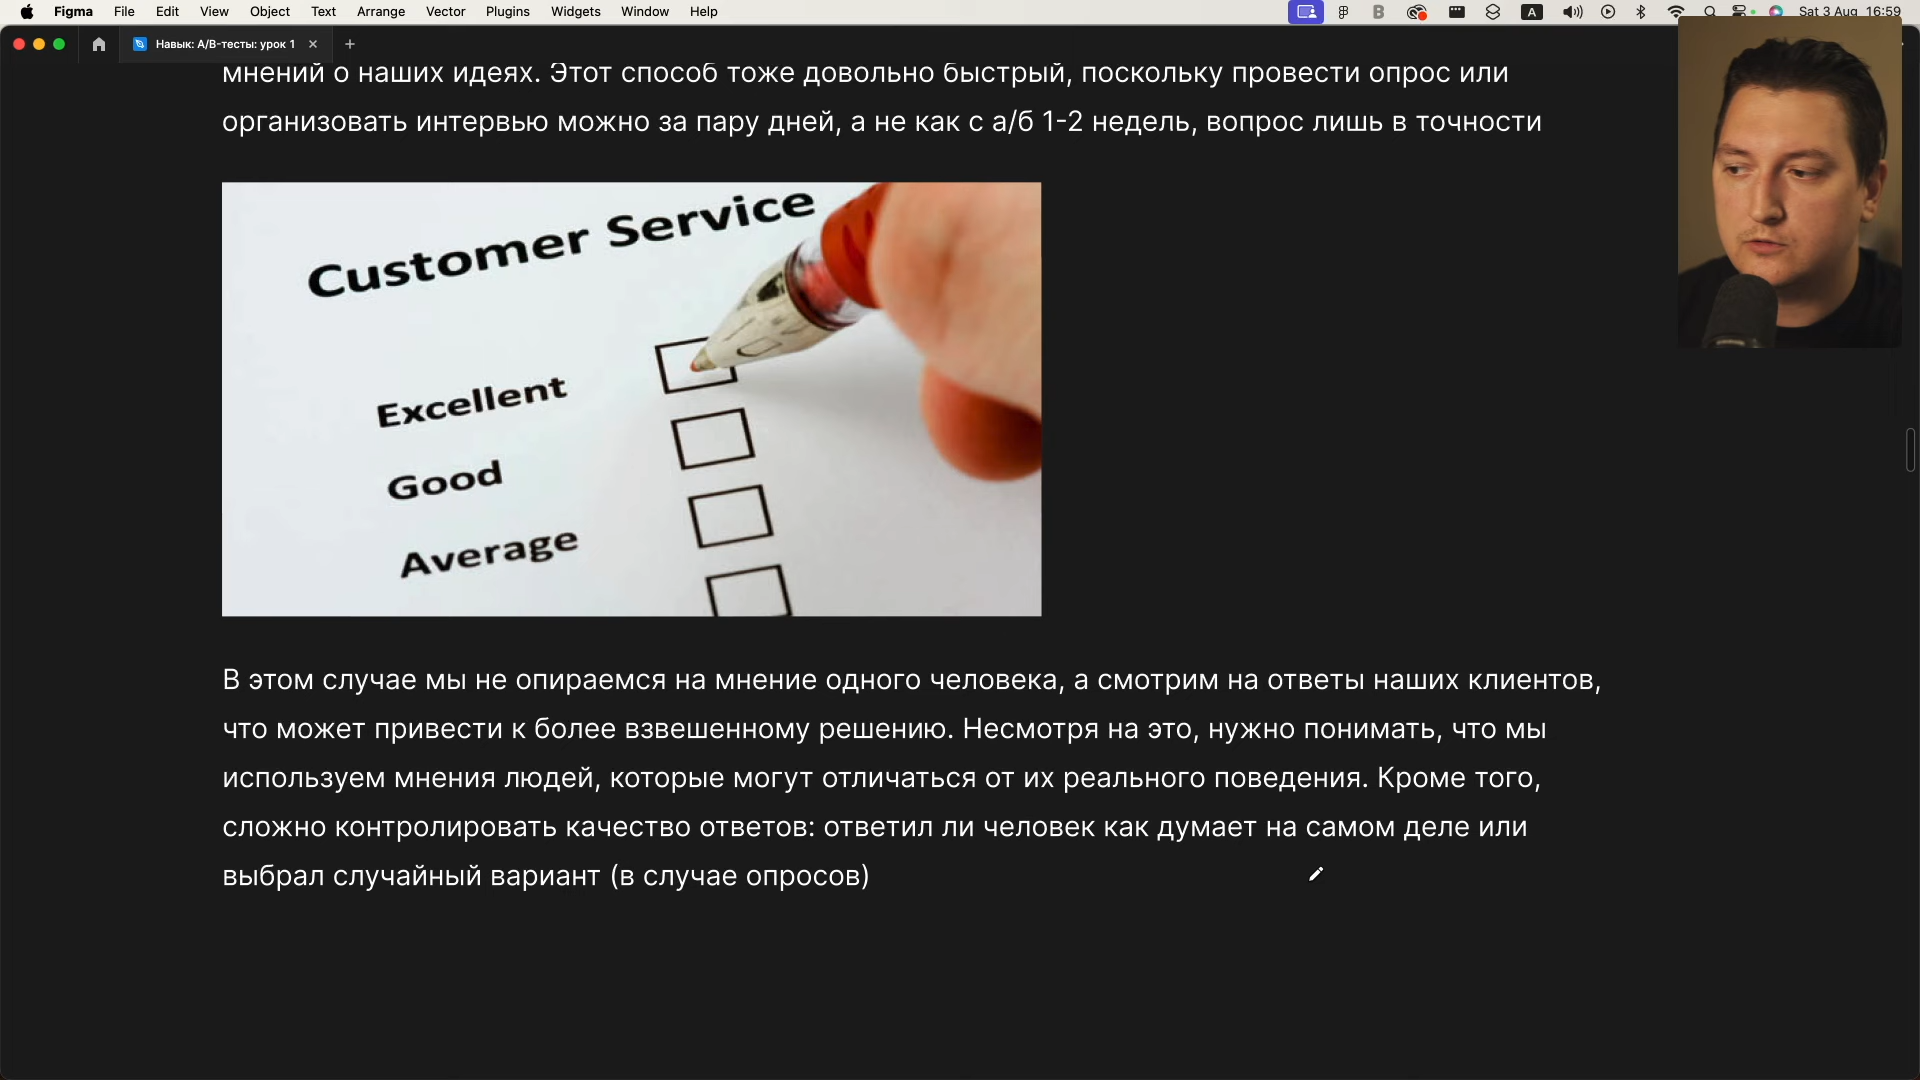 Figma File Edit View Object Text Arrange Vector Plugins Widgets Window Help A Sat 3 Aug 16:59
Навык: A/B-тесты: урок 1
мнений о наших идеях. Этот способ тоже довольно быстрый, поскольку провести опрос или
организовать интервью можно за пару дней, а не как с а/б 1-2 недель, вопрос лишь в точности
Customer Service
Excellent
Good
Average
В этом случае мы не опираемся на мнение одного человека, а смотрим на ответы наших клиентов,
что может привести к более взвешенному решению. Несмотря на это, нужно понимать, что мы
используем мнения людей, которые могут отличаться от их реального поведения. Кроме того,
сложно контролировать качество ответов: ответил ли человек как думает на самом деле или
выбрал случайный вариант (в случае опросов)